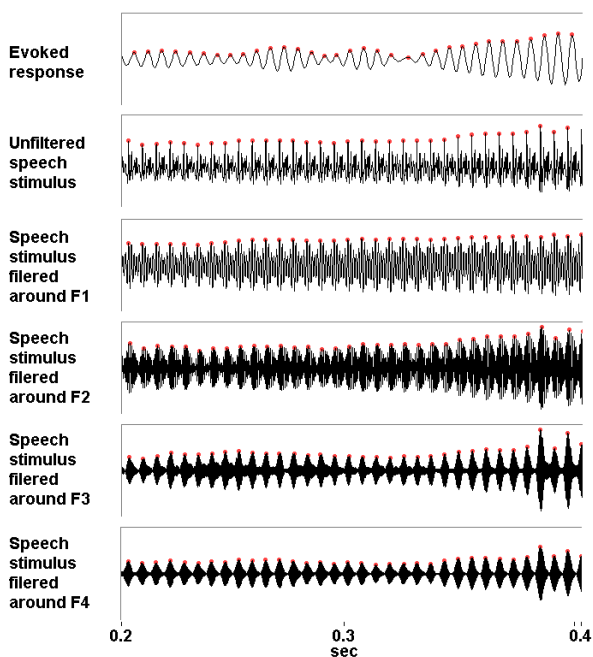 Evoked
response
Unfiltered
speech
stimulus
Speech
stimulus
filered
around F1
Speech
stimulus
filered
around F2
Speech
stimulus
filered
around F3
Speech
stimulus
filered
around F4
0.2 0.3 0.4
sec